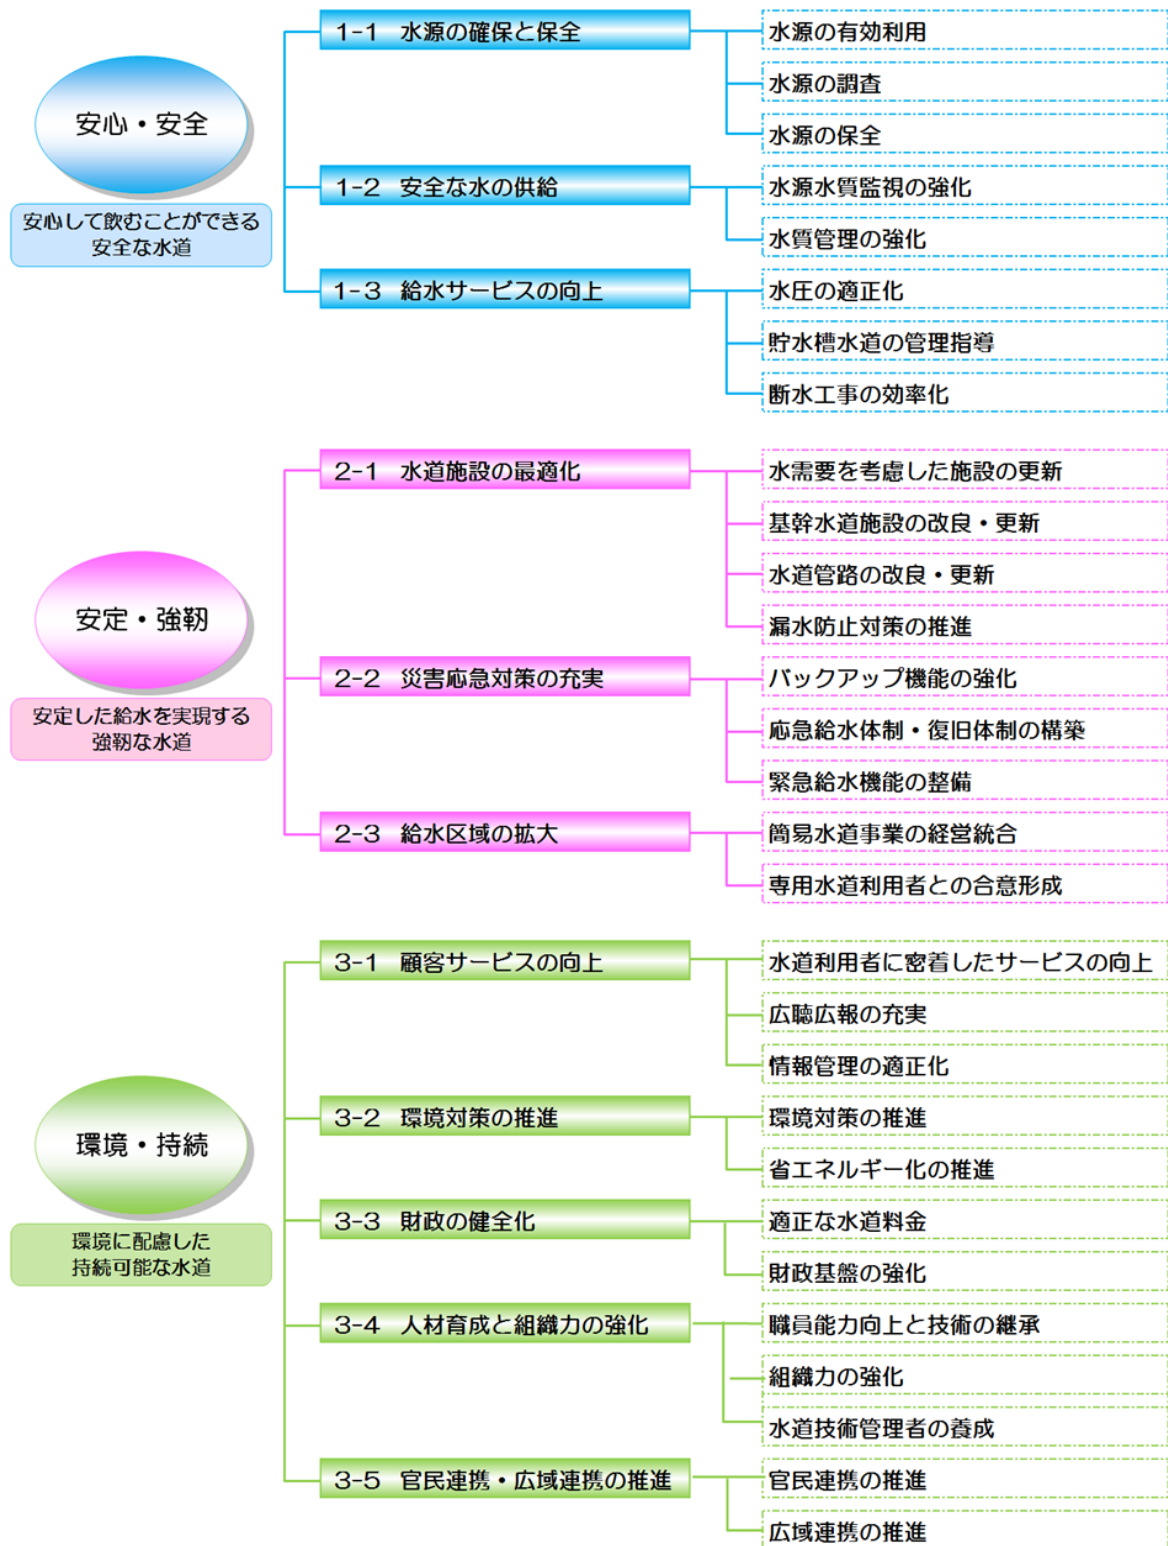 安心・安全
安心して飲むことができる
安全な水道
1-1 水源の確保と保全
水源の有効利用
水源の調査
水源の保全
1-2 安全な水の供給
水源水質監視の強化
水質管理の強化
1-3 給水サービスの向上
水圧の適正化
貯水槽水道の管理指導
断水工事の効率化
安定・強靭
安定した給水を実現する
強靭な水道
2-1 水道施設の最適化
水需要を考慮した施設の更新
基幹水道施設の改良・更新
水道管路の改良・更新
漏水防止対策の推進
2-2 災害応急対策の充実
バックアップ機能の強化
応急給水体制・復旧体制の構築
緊急給水機能の整備
2-3 給水区域の拡大
簡易水道事業の経営統合
専用水道利用者との合意形成
環境・持続
環境に配慮した
持続可能な水道
3-1 顧客サービスの向上
水道利用者に密着したサービスの向上
広聴広報の充実
情報管理の適正化
3-2 環境対策の推進
環境対策の推進
省エネルギー化の推進
3-3 財政の健全化
適正な水道料金
財政基盤の強化
3-4 人材育成と組織力の強化
職員能力向上と技術の継承
組織力の強化
水道技術管理者の養成
3-5 官民連携・広域連携の推進
官民連携の推進
広域連携の推進